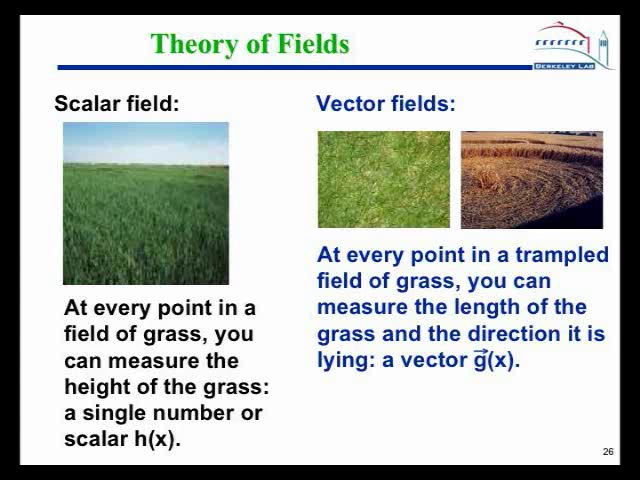 Theory of Fields
BERKELEY LAB
Scalar field:
At every point in a
field of grass, you
can measure the
height of the grass:
a single number or
scalar h(x).
Vector fields:
At every point in a trampled
field of grass, you can
measure the length of the
grass and the direction it is
lying: a vector g⃗(x).
26